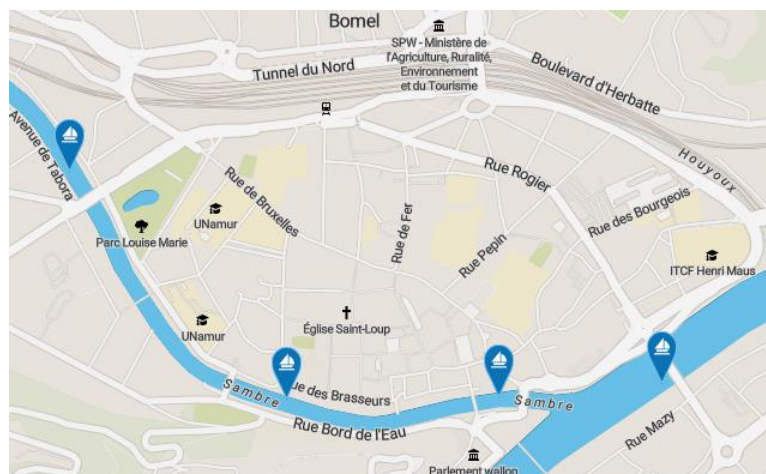 Bomel
SPW - Ministère de
l'Agriculture, Ruralité,
Environnement
et du Tourisme
Tunnel du Nord
Boulevard d'Herbatte
Avenue de Tabora
Houyoux
Rue Rogier
Rue de Bruxelles
Rue des Bourgeois
UNamur
Rue de Fer
Parc Louise Marie
Rue Pepin
ITCF Henri Maus
Église Saint-Loup
UNamur
Sambre
ue des Brasseurs
Sambre
Rue Bord de l'Eau
Rue Mazy
Parlement wallon